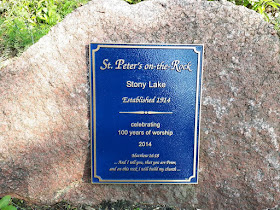 St. Peter's on-the-Rock
Stony Lake
Established 1914
celebrating
100 years of worship
2014
Matthew 16:18
... And I tell you, that you are Peter,
and on this rock I will build my church ...